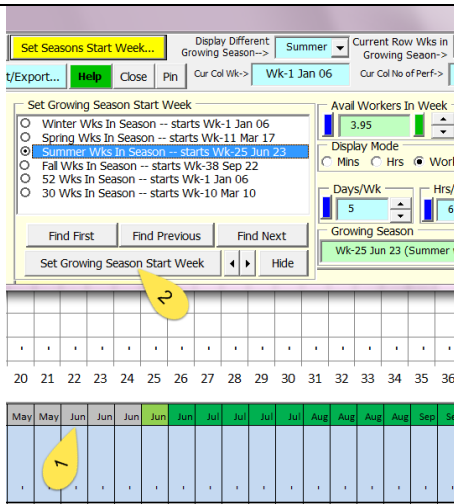 Set Seasons Start Week...
Display Different
Growing Season-->
Summer
Current Row Wks in
Growing Seaon->
t/Export...
Help
Close
Pin
Cur Col Wk->
Wk-1 Jan 06
Cur Col No of Perf->
Set Growing Season Start Week
Winter Wks In Season -- starts Wk-1 Jan 06
Spring Wks In Season -- starts Wk-11 Mar 17
Summer Wks In Season -- starts Wk-25 Jun 23
Fall Wks In Season -- starts Wk-38 Sep 22
52 Wks In Season -- starts Wk-1 Jan 06
30 Wks In Season -- starts Wk-10 Mar 10
Find First
Find Previous
Find Next
Set Growing Season Start Week
Hide
Avail Workers In Week
3.95
Display Mode
Mins
Hrs
Work
Days/Wk
Hrs/
5
6
Growing Season
Wk-25 Jun 23 (Summer
2
20 21 22 23 24 25 26 27 28 29 30 31 32 33 34 35 36
May May Jun Jun Jun Jun Jun Jul Jul Jul Jul Aug Aug Aug Aug Sep Se
1